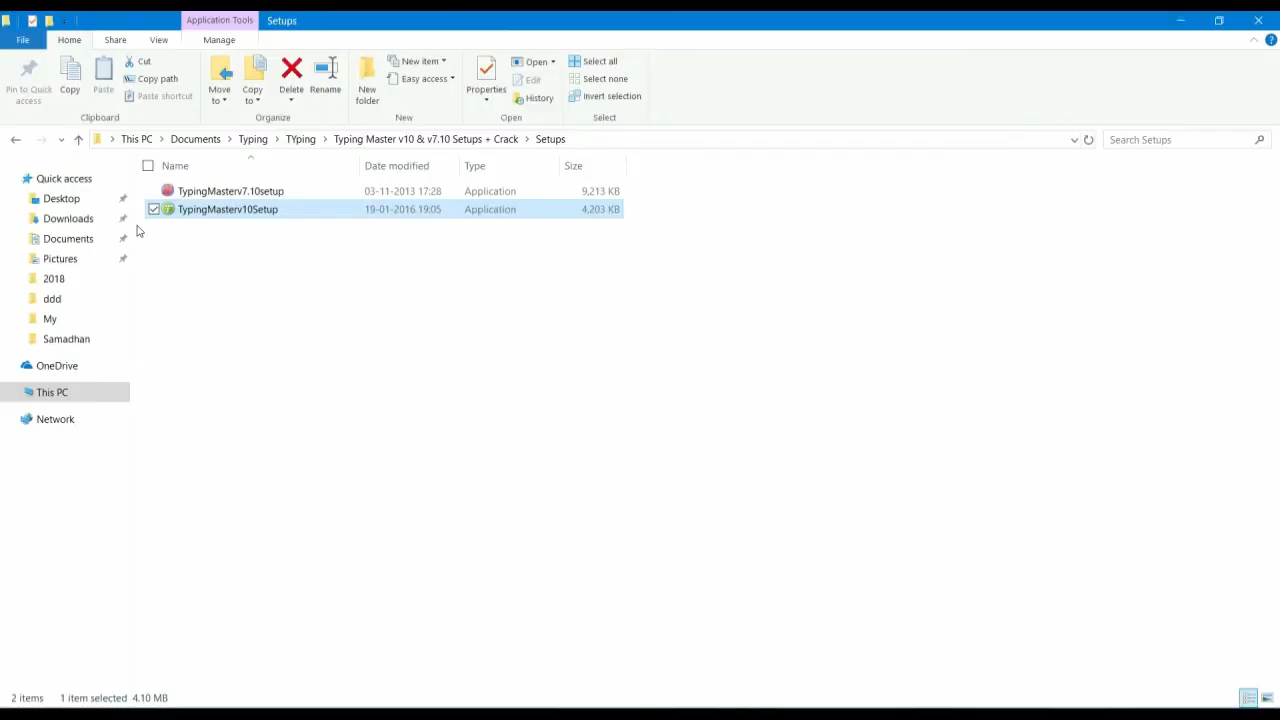 Application Tools Setups
File Home Share View Manage
Pin to Quick access
Copy
Paste
Cut
Copy path
Paste shortcut
Clipboard
Move to
Copy to
Delete
Rename
Organize
New folder
New item
Easy access
New
Properties
Open
Edit
History
Open
Select all
Select none
Invert selection
Select
This PC Documents Typing TYping Typing Master v10 & v7.10 Setups + Crack Setups Search Setups
Name Date modified Type Size
TypingMasterv7.10setup 03-11-2013 17:28 Application 9,213 KB
TypingMasterv10Setup 19-01-2016 19:05 Application 4,203 KB
Quick access
Desktop
Downloads
Documents
Pictures
2018
ddd
My
Samadhan
OneDrive
This PC
Network
2 items 1 item selected 4.10 MB